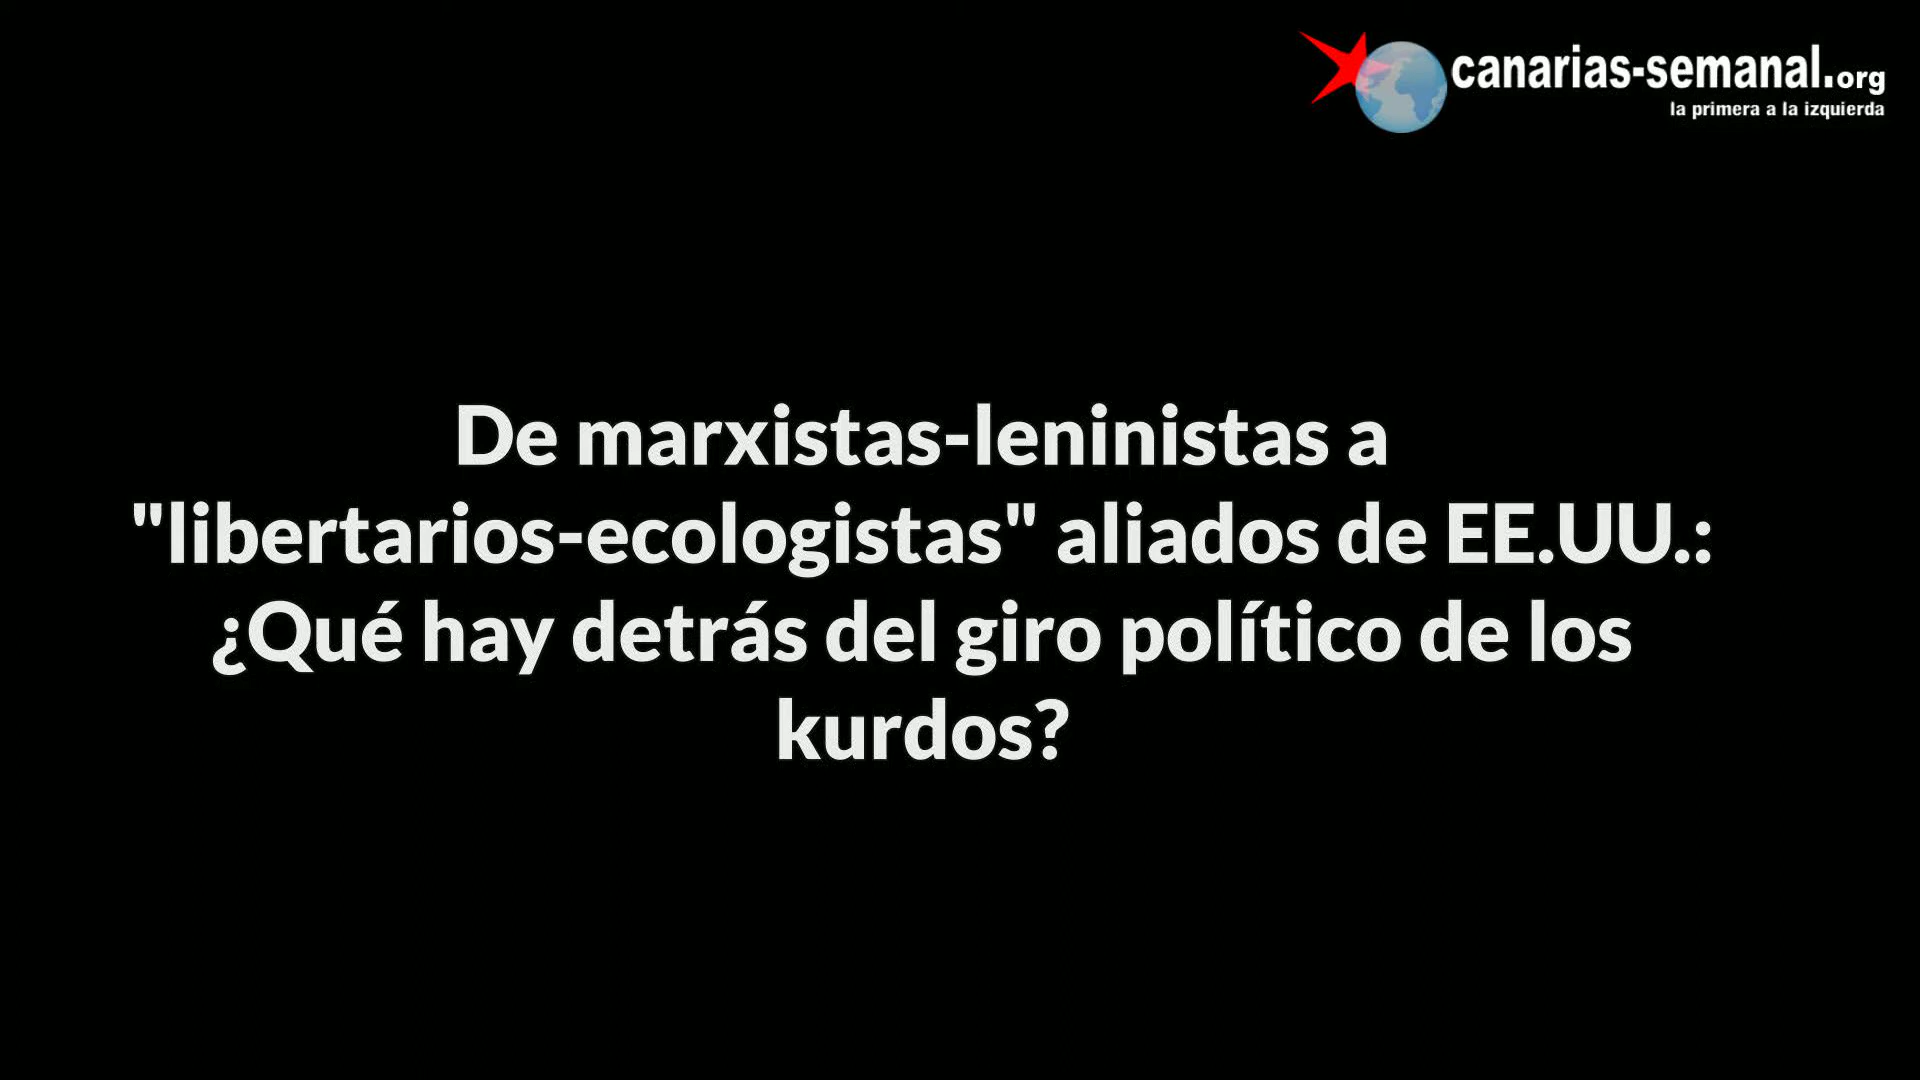 canarias-semanal.org
la primera a la izquierda
De marxistas-leninistas a
"libertarios-ecologistas" aliados de EE.UU.:
¿Qué hay detrás del giro político de los
kurdos?